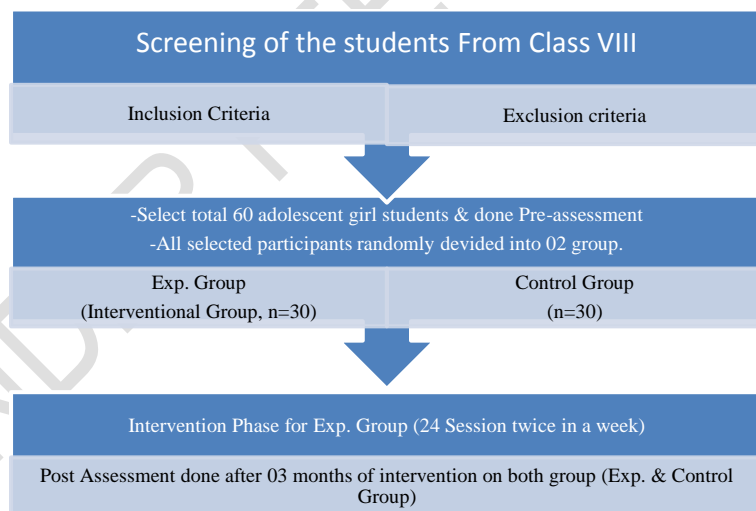 Screening of the students From Class VIII
Inclusion Criteria
Exclusion criteria
-Select total 60 adolescent girl students & done Pre-assessment
-All selected participants randomly devided into 02 group.
Exp. Group
(Interventional Group, n=30)
Control Group
(n=30)
Intervention Phase for Exp. Group (24 Session twice in a week)
Post Assessment done after 03 months of intervention on both group (Exp. & Control
Group)